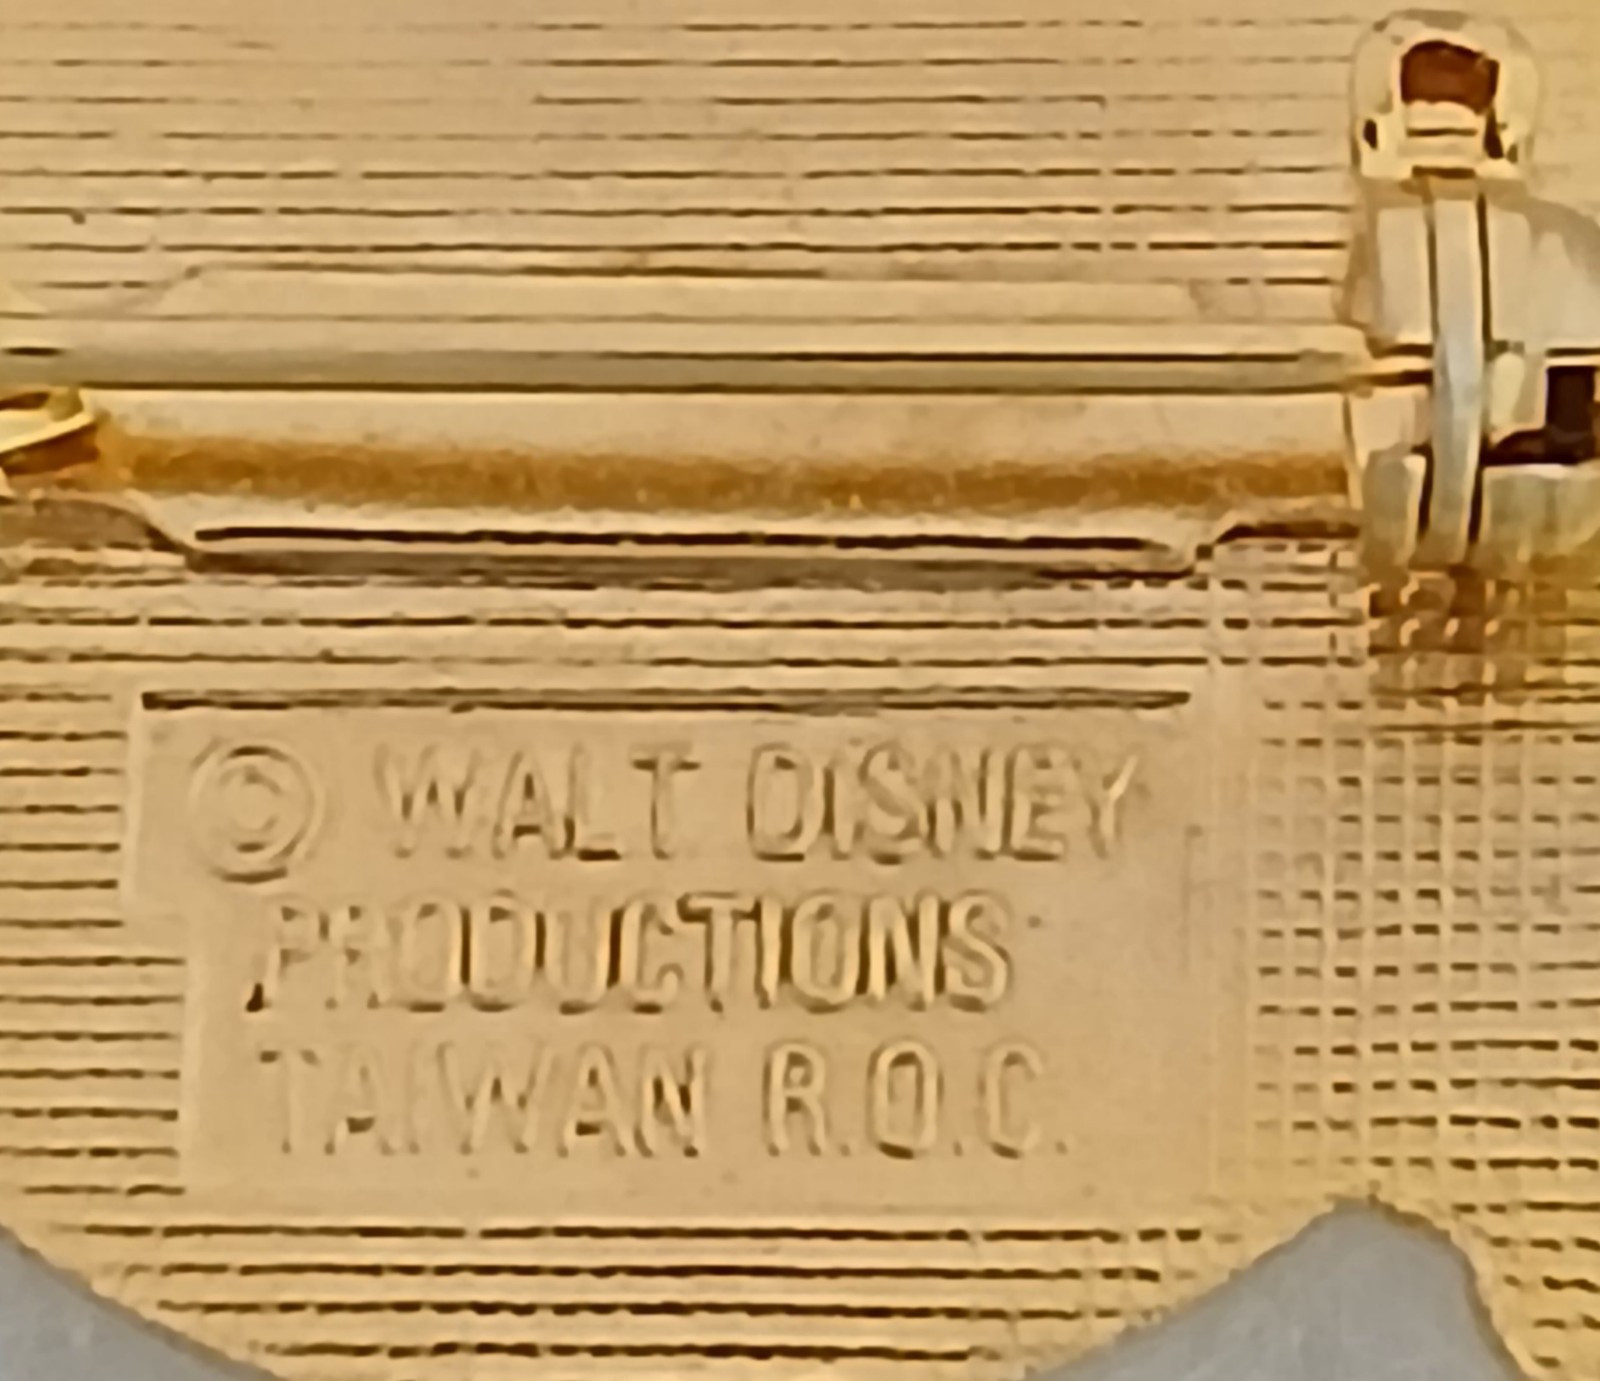 © WALT DISNEY
PRODUCTIONS
TAIWAN R.O.C.